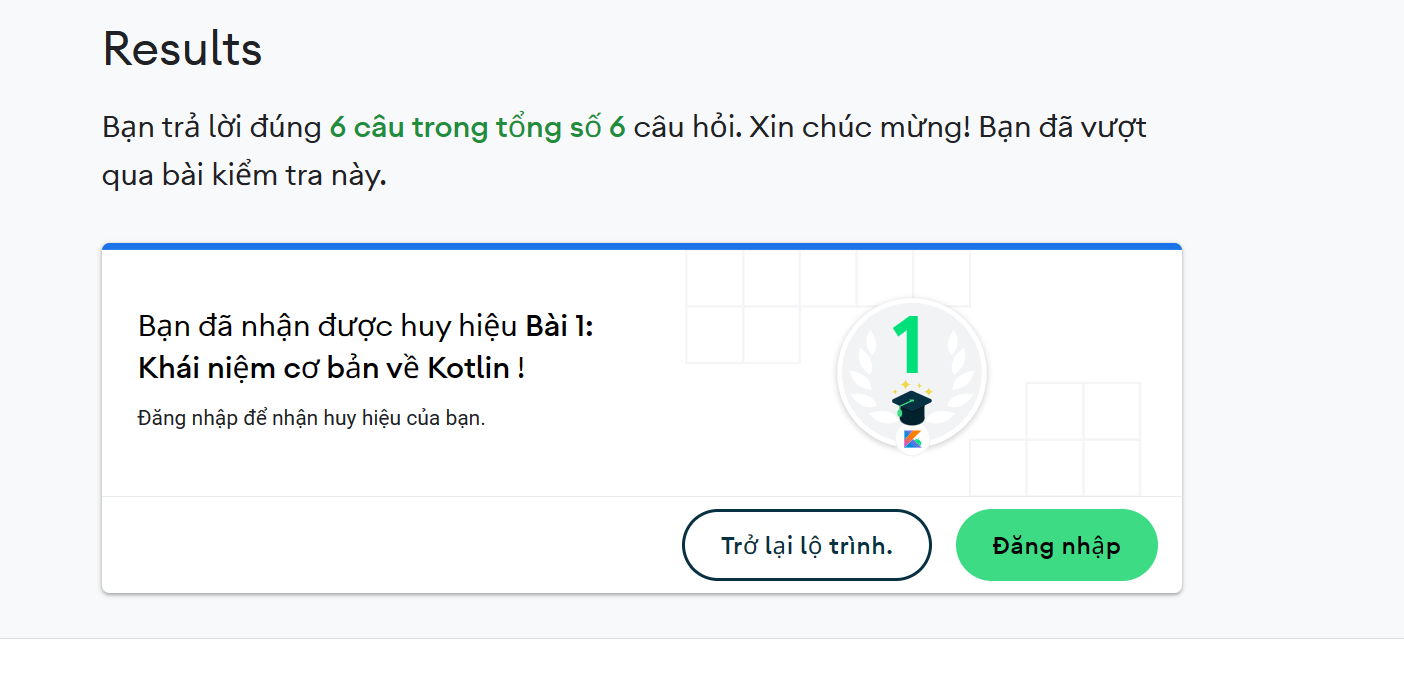 Results
Bạn trả lời đúng 6 câu trong tổng số 6 câu hỏi. Xin chúc mừng! Bạn đã vượt
qua bài kiểm tra này.
Bạn đã nhận được huy hiệu Bài 1:
Khái niệm cơ bản về Kotlin !
Đăng nhập để nhận huy hiệu của bạn.
1
Trở lại lộ trình.
Đăng nhập